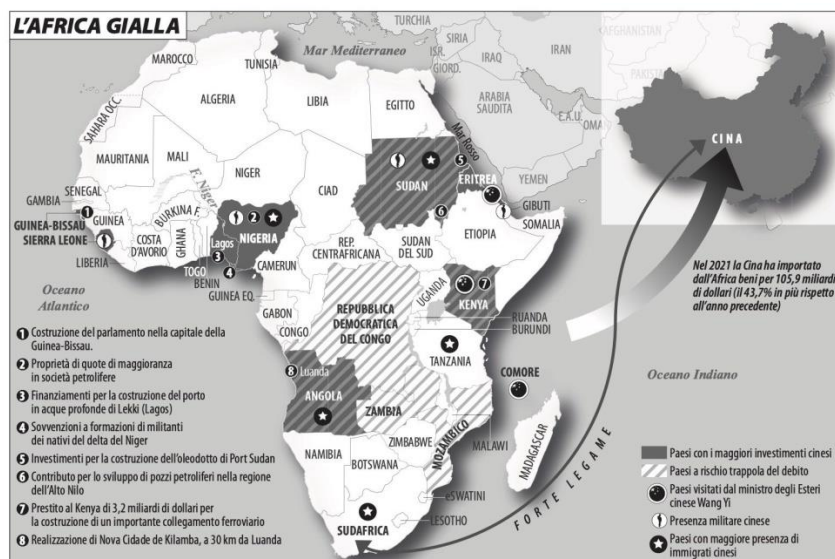 L'AFRICA GIALLA
Mar Mediterraneo
TURCHIA
SIRIA
ISR.
GIORD.
IRAQ
IRAN
AFGHANISTAN
PAKISTAN
ARABIA
SAUDITA
E.A.U.
OMAN
YEMEN
Mar Rosso
CINA
MAROCCO
TUNISIA
ALGERIA
LIBIA
EGITTO
SAHARA OCC.
MAURITANIA
MALI
NIGER
CIAD
SUDAN
ERITREA
GIBUTI
SOMALIA
ETIOPIA
SENEGAL
GAMBIA
GUINEA-BISSAU
GUINEA
SIERRA LEONE
LIBERIA
COSTA
D'AVORIO
BURKINA F.
GHANA
TOGO
BENIN
F. Niger
Lagos
NIGERIA
CAMERUN
GUINEA EQ.
REP.
CENTRAFRICANA
SUDAN
DEL SUD
UGANDA
KENYA
RUANDA
BURUNDI
GABON
CONGO
REPUBBLICA
DEMOCRATICA
DEL CONGO
TANZANIA
COMORE
Luanda
ANGOLA
ZAMBIA
MALAWI
MOZAMBICO
ZIMBABWE
NAMIBIA
BOTSWANA
MADAGASCAR
eSWATINI
LESOTHO
SUDAFRICA
Oceano
Atlantico
Oceano Indiano
FORTE LEGAME
Nel 2021 la Cina ha importato
dall'Africa beni per 105,9 miliardi
di dollari (il 43,7% in più rispetto
all'anno precedente)
1 Costruzione del parlamento nella capitale della
Guinea-Bissau.
2 Proprietà di quote di maggioranza
in società petrolifere
3 Finanziamenti per la costruzione del porto
in acque profonde di Lekki (Lagos)
4 Sovvenzioni a formazioni di militanti
dei nativi del delta del Niger
5 Investimenti per la costruzione dell'oleodotto di Port Sudan
6 Contributo per lo sviluppo di pozzi petroliferi nella regione
dell'Alto Nilo
7 Prestito al Kenya di 3,2 miliardi di dollari per
la costruzione di un importante collegamento ferroviario
8 Realizzazione di Nova Cidade de Kilamba, a 30 km da Luanda
Paesi con i maggiori investimenti cinesi
Paesi a rischio trappola del debito
Paesi visitati dal ministro degli Esteri
cinese Wang Yi
Presenza militare cinese
Paesi con maggiore presenza di
immigrati cinesi